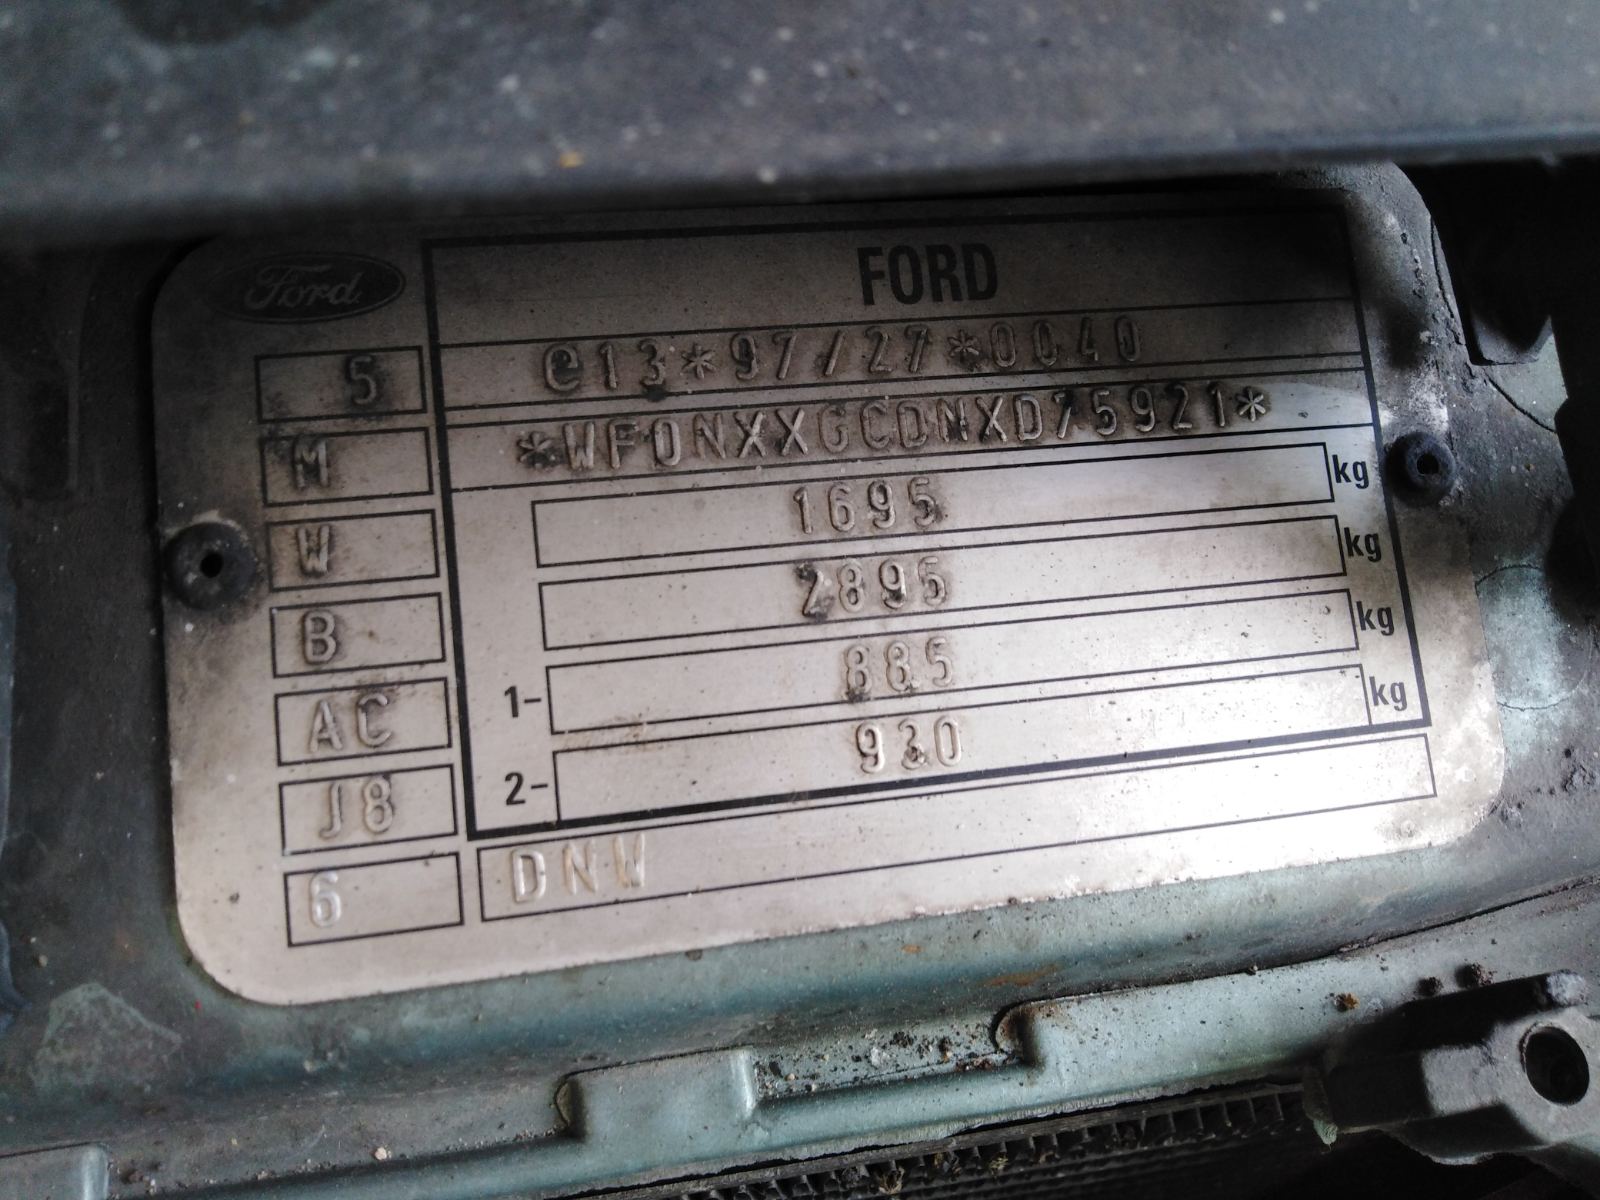 Ford
FORD
5
e13*97/27*0040
M
*WF0NXXGCDNXD75921*
W
1695 kg
B
2895 kg
AC
1- 885 kg
J8
2- 930 kg
6
DNW